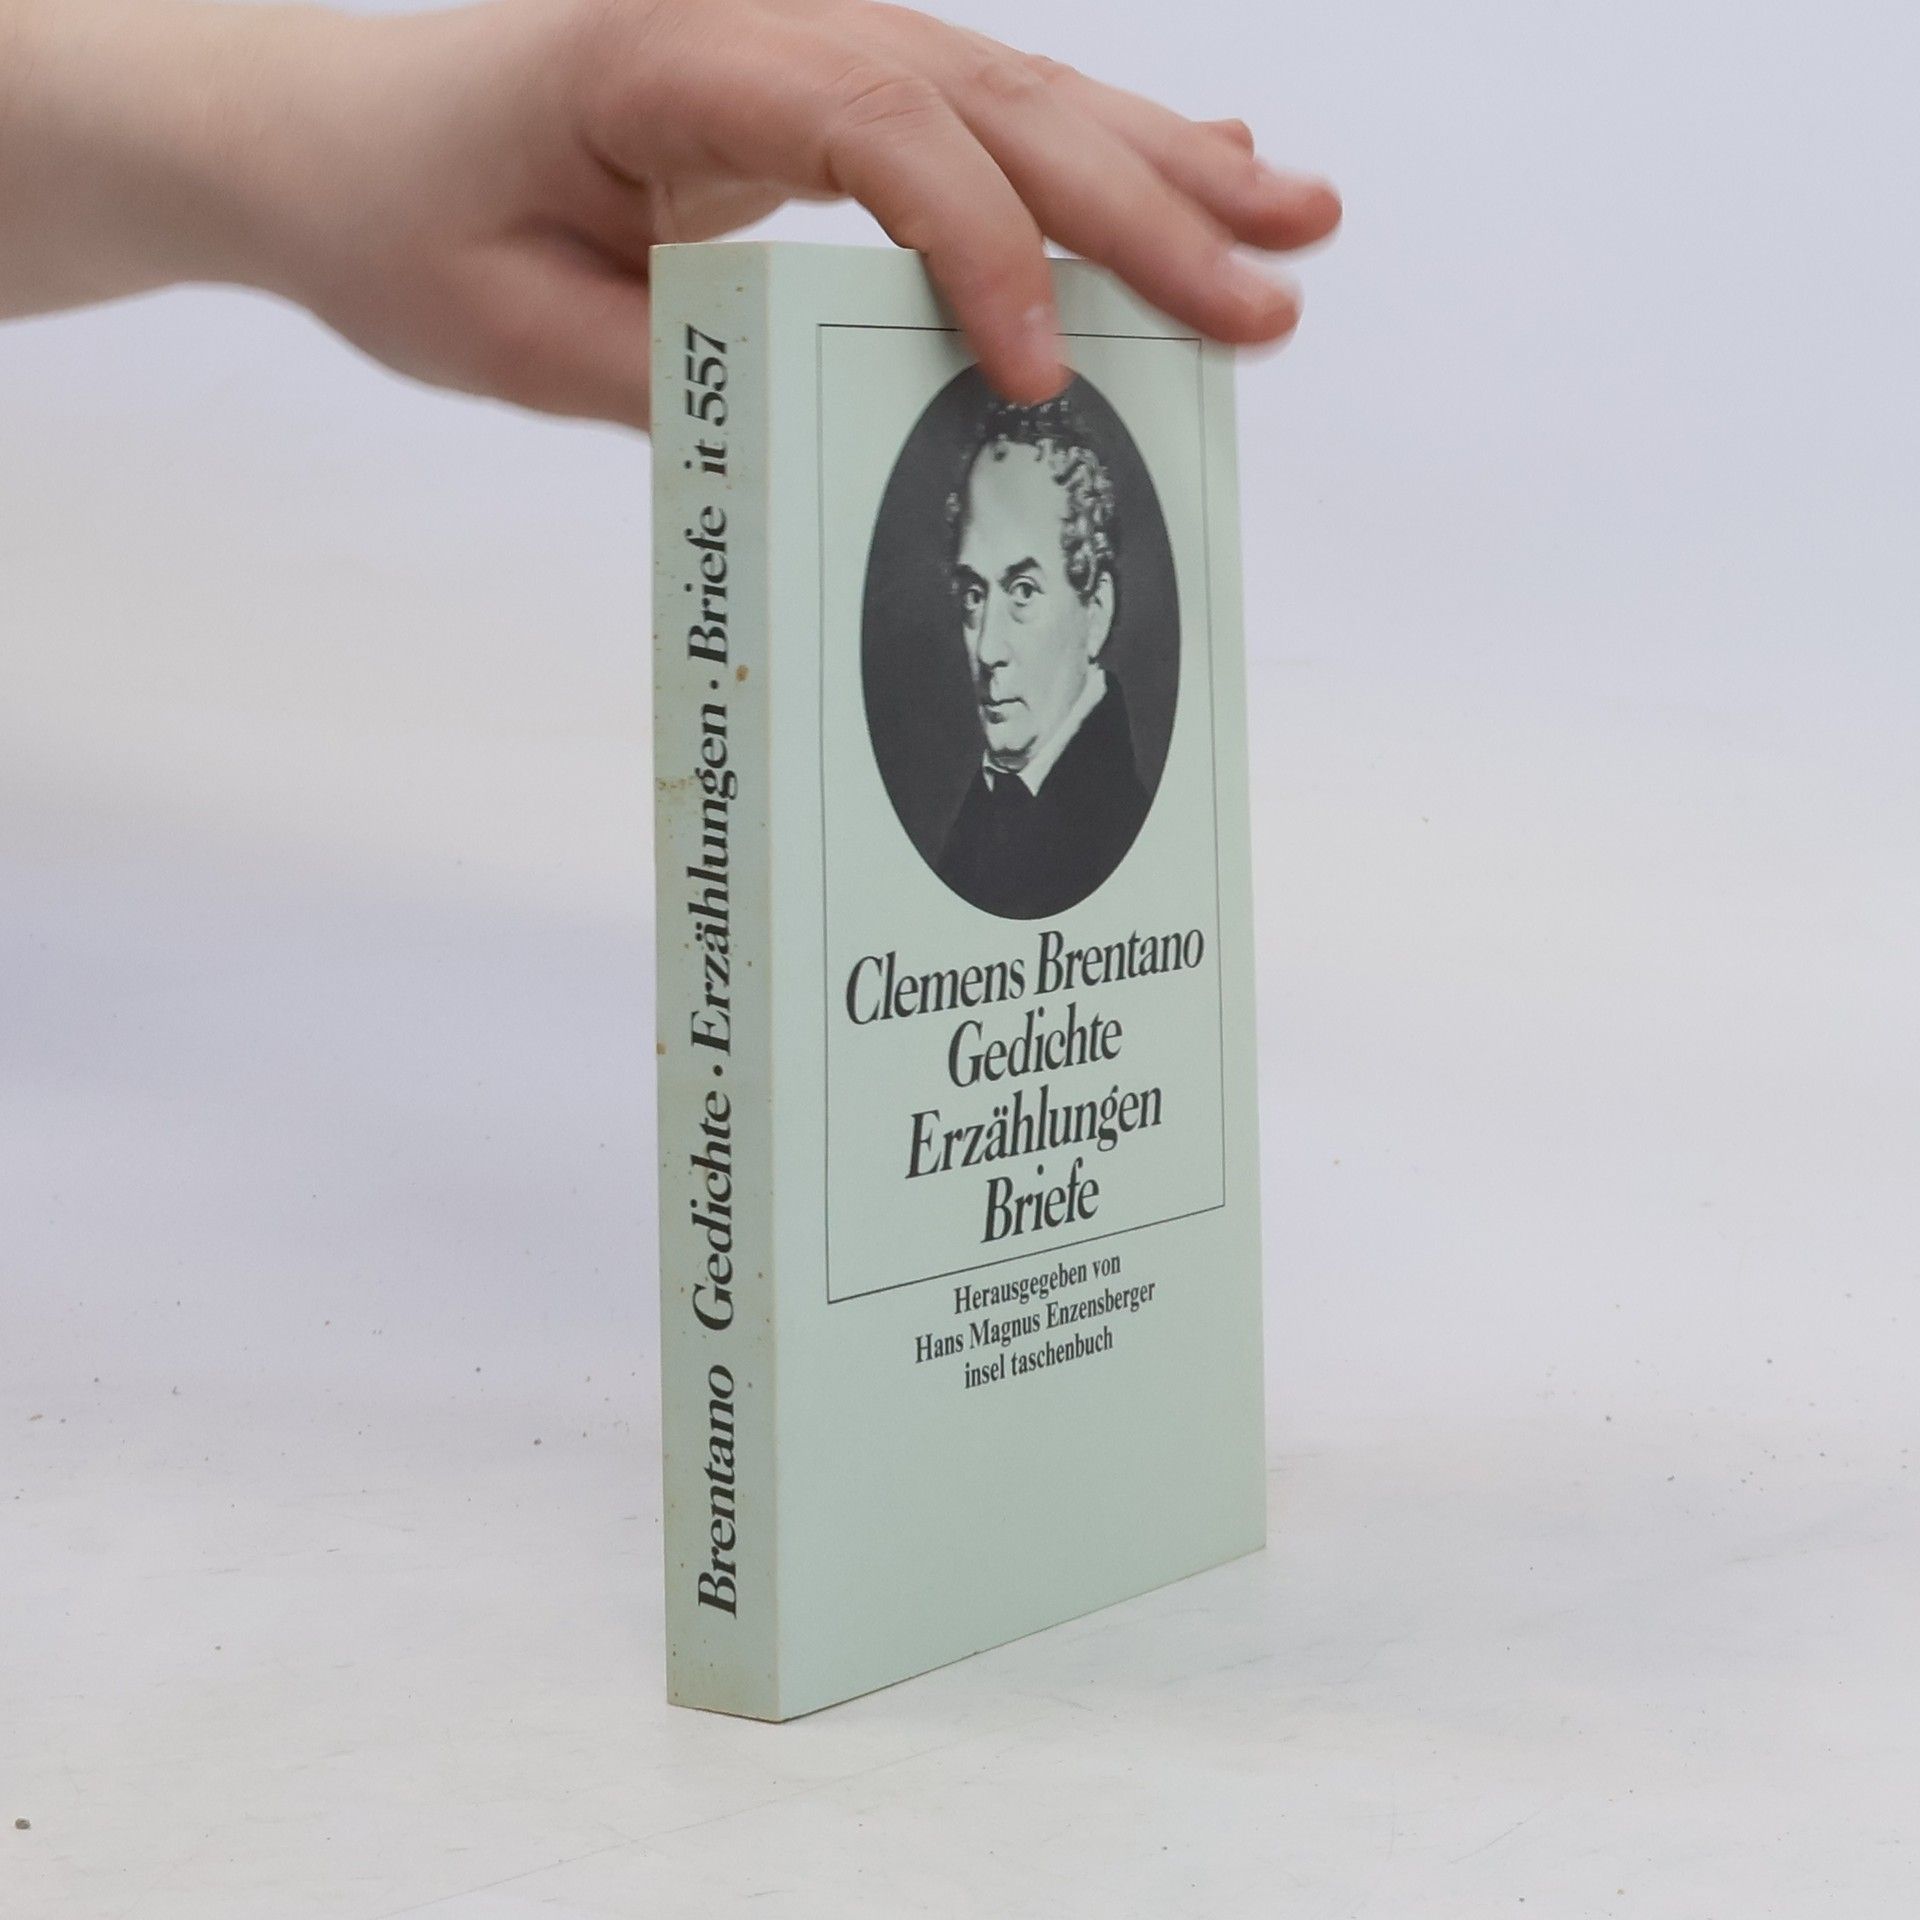 Brentano Gedichte · Erzählungen · Briefe it 557
Clemens Brentano
Gedichte
Erzählungen
Briefe
Herausgegeben von
Hans Magnus Enzensberger
insel taschenbuch